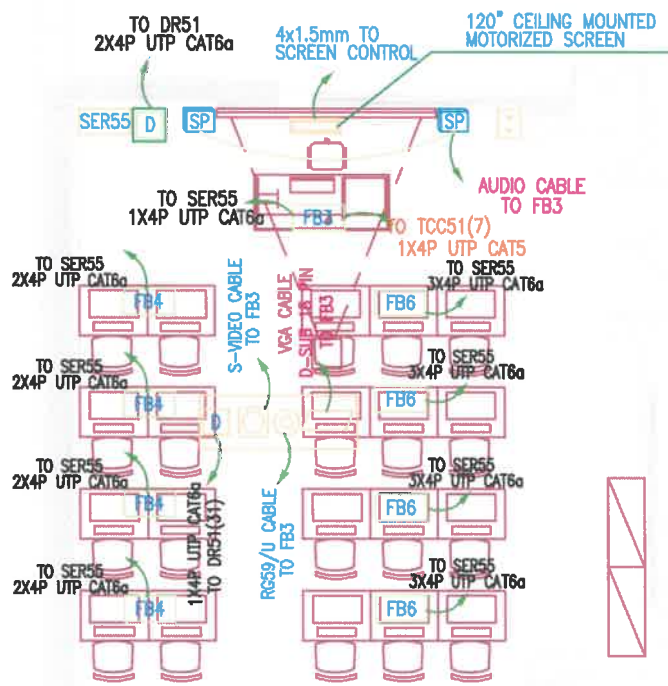 TO DR51
2X4P UTP CAT6a
4x1.5mm TO
SCREEN CONTROL
120" CEILING MOUNTED
MOTORIZED SCREEN
SER55
D
SP
SP
AUDIO CABLE
TO FB3
TO SER55
1X4P UTP CAT6a
FB3
TO TCC51(7)
1X4P UTP CAT5
TO SER55
2X4P UTP CAT6a
FB4
S-VIDEO CABLE
TO FB3
VGA CABLE
D-SUB 18 PIN
TO FB3
TO SER55
3X4P UTP CAT6a
FB6
TO SER55
2X4P UTP CAT6a
FB4
D
TO SER55
3X4P UTP CAT6a
FB6
TO SER55
2X4P UTP CAT6a
FB4
1X4P UTP CAT6a
TO DR51(31)
RG59/U CABLE
TO FB3
TO SER55
3X4P UTP CAT6a
FB6
TO SER55
2X4P UTP CAT6a
FB4
TO SER55
3X4P UTP CAT6a
FB6